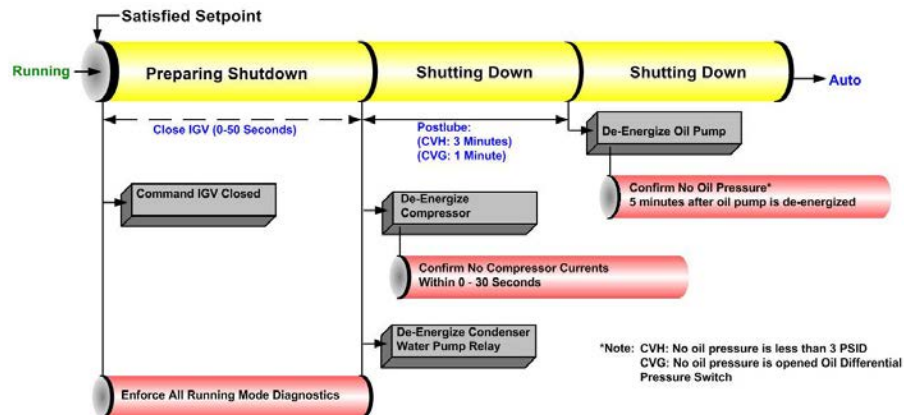 Satisfied Setpoint
Running
Preparing Shutdown
Shutting Down
Shutting Down
Auto
Close IGV (0-50 Seconds)
Postlube:
(CVH: 3 Minutes)
(CVG: 1 Minute)
De-Energize Oil Pump
Command IGV Closed
Confirm No Oil Pressure*
5 minutes after oil pump is de-energized
De-Energize
Compressor
Confirm No Compressor Currents
Within 0 - 30 Seconds
De-Energize Condenser
Water Pump Relay
*Note: CVH: No oil pressure is less than 3 PSID
CVG: No oil pressure is opened Oil Differential
Pressure Switch
Enforce All Running Mode Diagnostics